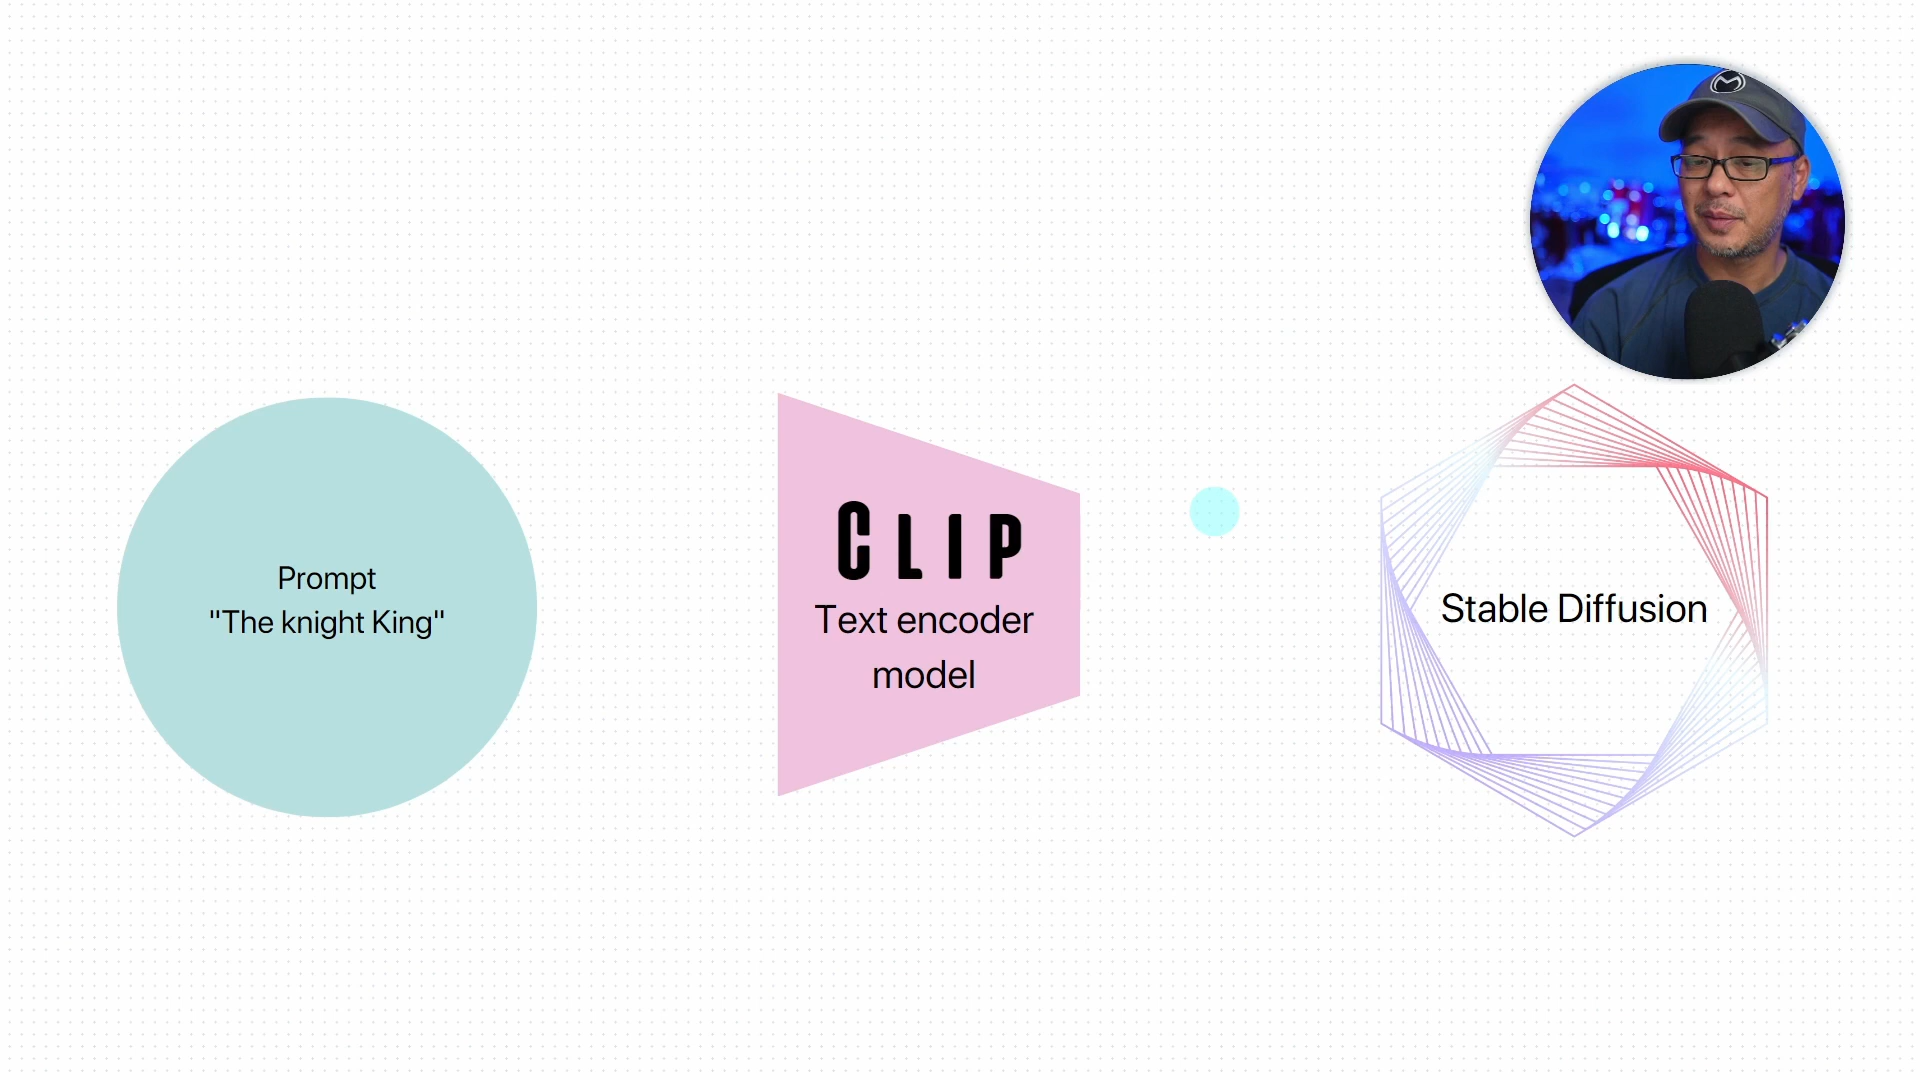 Prompt
"The knight King"
CLIP
Text encoder
model
Stable Diffusion